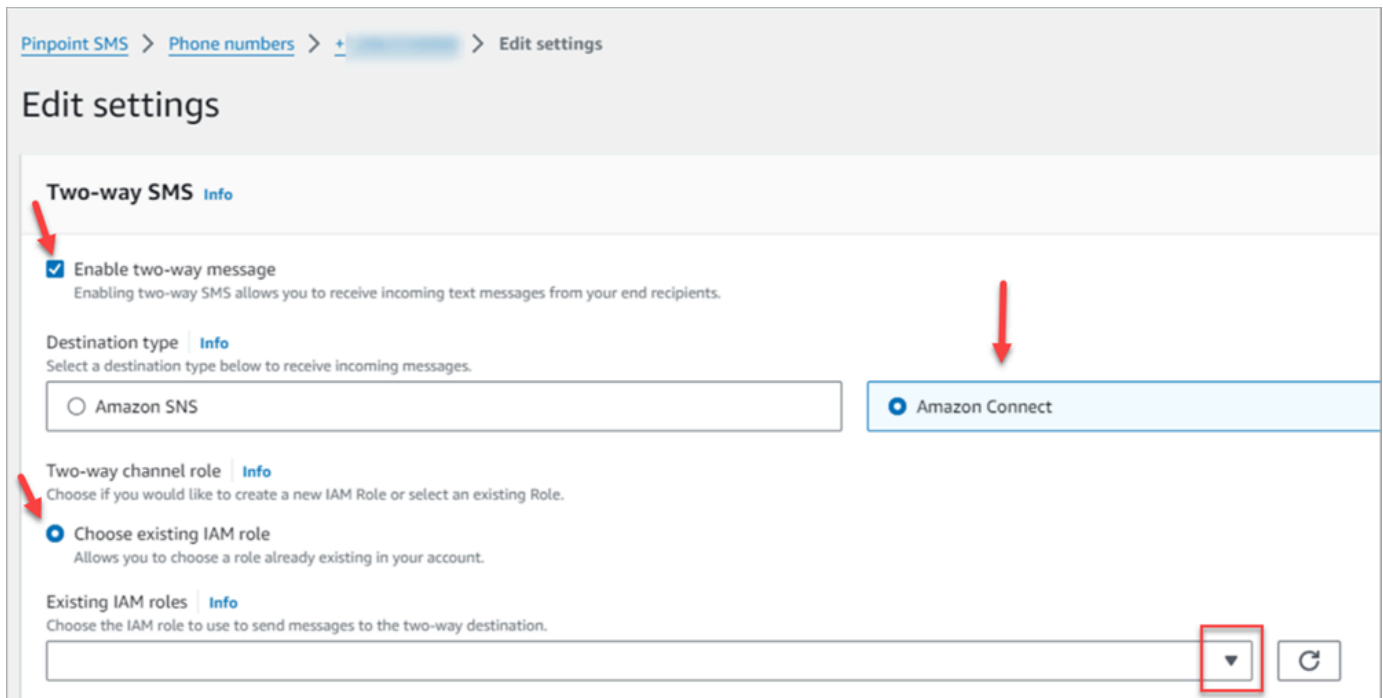 Pinpoint SMS > Phone numbers > + > Edit settings
Edit settings
Two-way SMS Info
Enable two-way message
Enabling two-way SMS allows you to receive incoming text messages from your end recipients.
Destination type Info
Select a destination type below to receive incoming messages.
Amazon SNS Amazon Connect
Two-way channel role Info
Choose if you would like to create a new IAM Role or select an existing Role.
Choose existing IAM role
Allows you to choose a role already existing in your account.
Existing IAM roles Info
Choose the IAM role to use to send messages to the two-way destination.